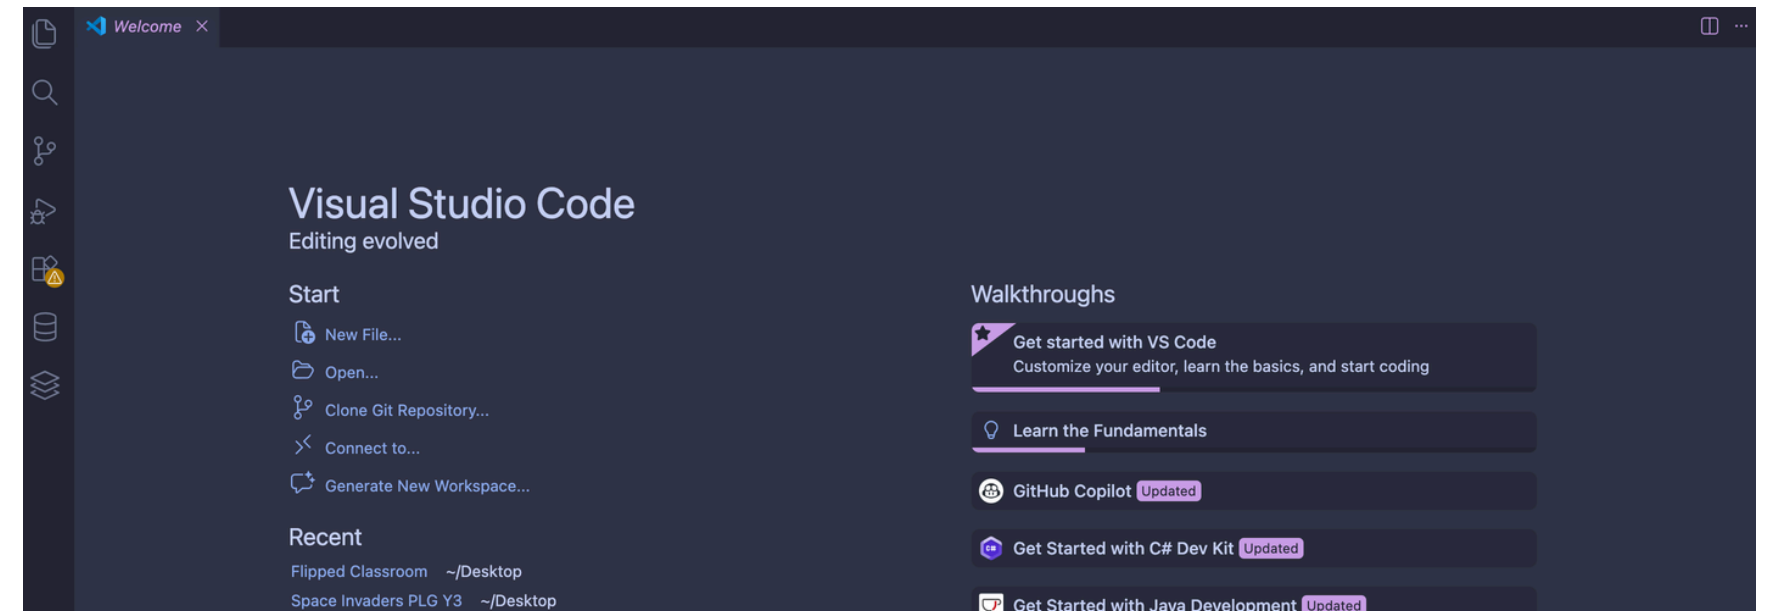 Welcome
Visual Studio Code
Editing evolved
Start
New File...
Open...
Clone Git Repository...
Connect to...
Generate New Workspace...
Recent
Flipped Classroom ~/Desktop
Space Invaders PLG Y3 ~/Desktop
Walkthroughs
Get started with VS Code
Customize your editor, learn the basics, and start coding
Learn the Fundamentals
GitHub Copilot Updated
C# Get Started with C# Dev Kit Updated
Get Started with Java Development Updated